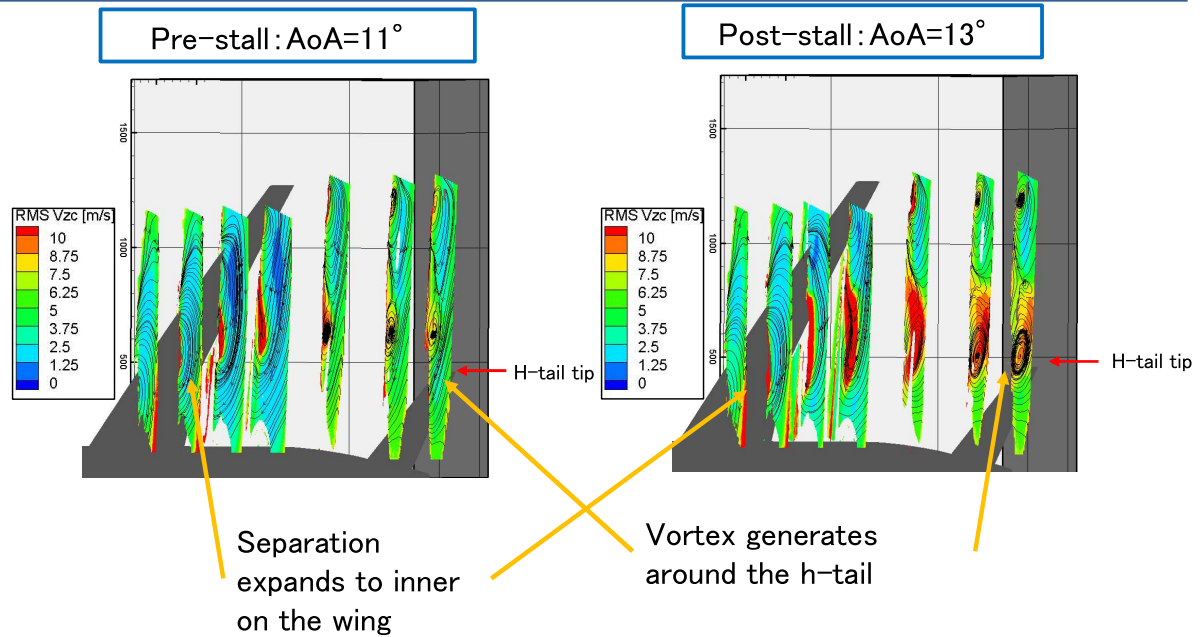 Pre-stall:AoA=11°
Post-stall:AoA=13°
1500
1000
500
RMS Vzc [m/s]
10
8.75
7.5
6.25
5
3.75
2.5
1.25
0
H-tail tip
1500
1000
500
RMS Vzc [m/s]
10
8.75
7.5
6.25
5
3.75
2.5
1.25
0
H-tail tip
Separation
expands to inner
on the wing
Vortex generates
around the h-tail